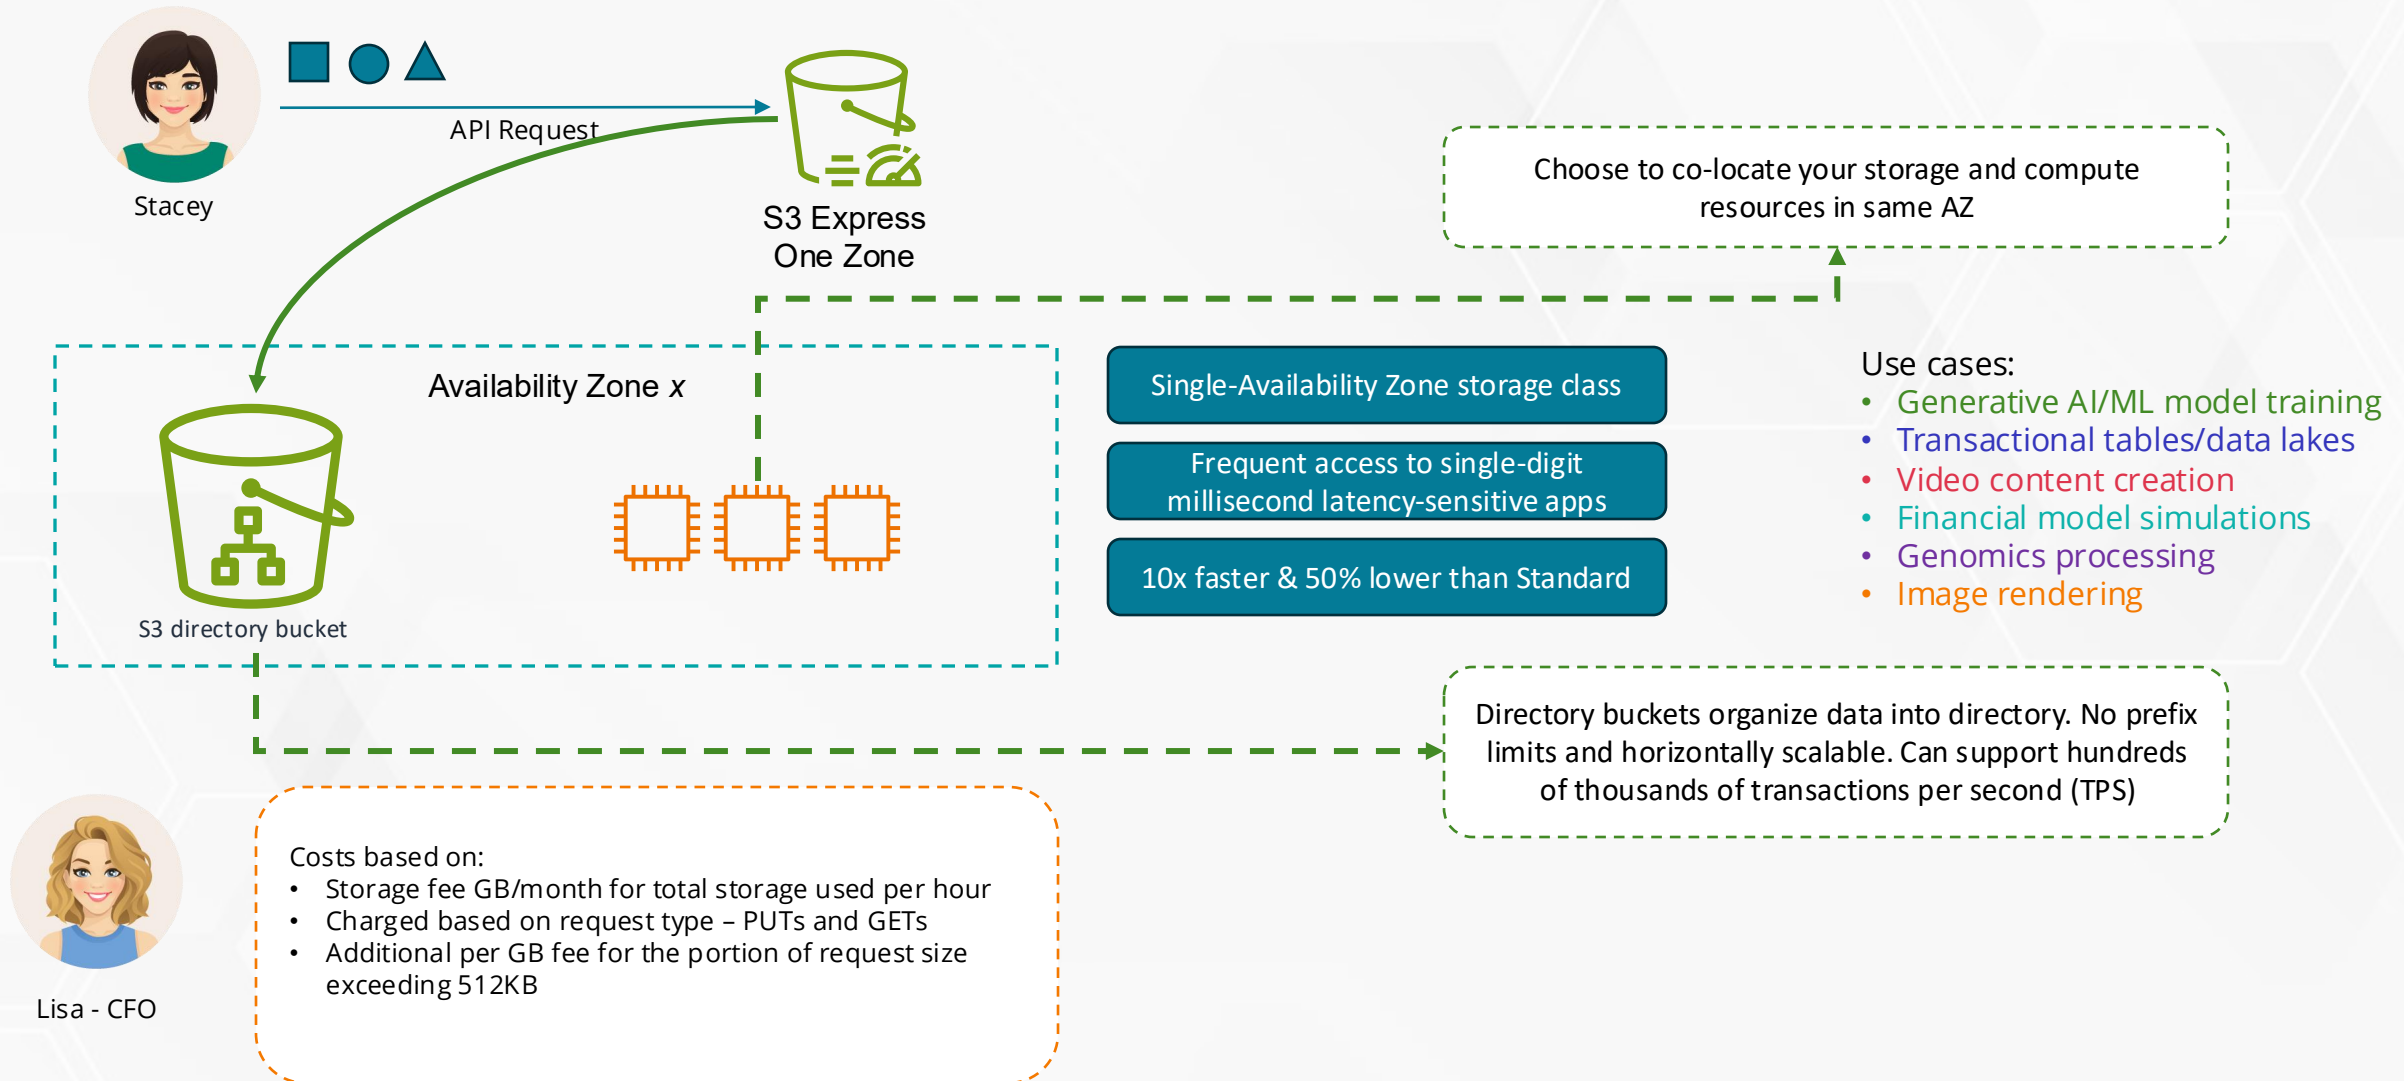 API Request
Stacey
S3 Express
One Zone
Choose to co-locate your storage and compute
resources in same AZ
Availability Zone x
S3 directory bucket
Single-Availability Zone storage class
Frequent access to single-digit
millisecond latency-sensitive apps
10x faster & 50% lower than Standard
Use cases:
• Generative AI/ML model training
• Transactional tables/data lakes
• Video content creation
• Financial model simulations
• Genomics processing
• Image rendering
Directory buckets organize data into directory. No prefix
limits and horizontally scalable. Can support hundreds
of thousands of transactions per second (TPS)
Lisa - CFO
Costs based on:
• Storage fee GB/month for total storage used per hour
• Charged based on request type – PUTs and GETs
• Additional per GB fee for the portion of request size
exceeding 512KB